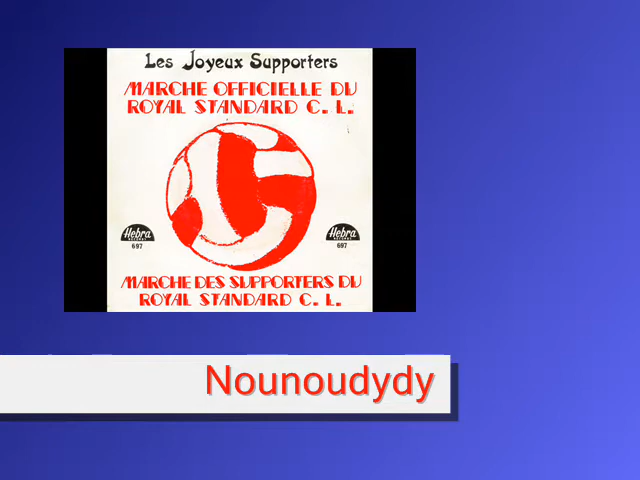 Les Joyeux Supporters
MARCHE OFFICIELLE DU
ROYAL STANDARD C. L.
Hebra
697
Hebra
697
MARCHE DES SUPPORTERS DU
ROYAL STANDARD C. L.
Nounoudydy